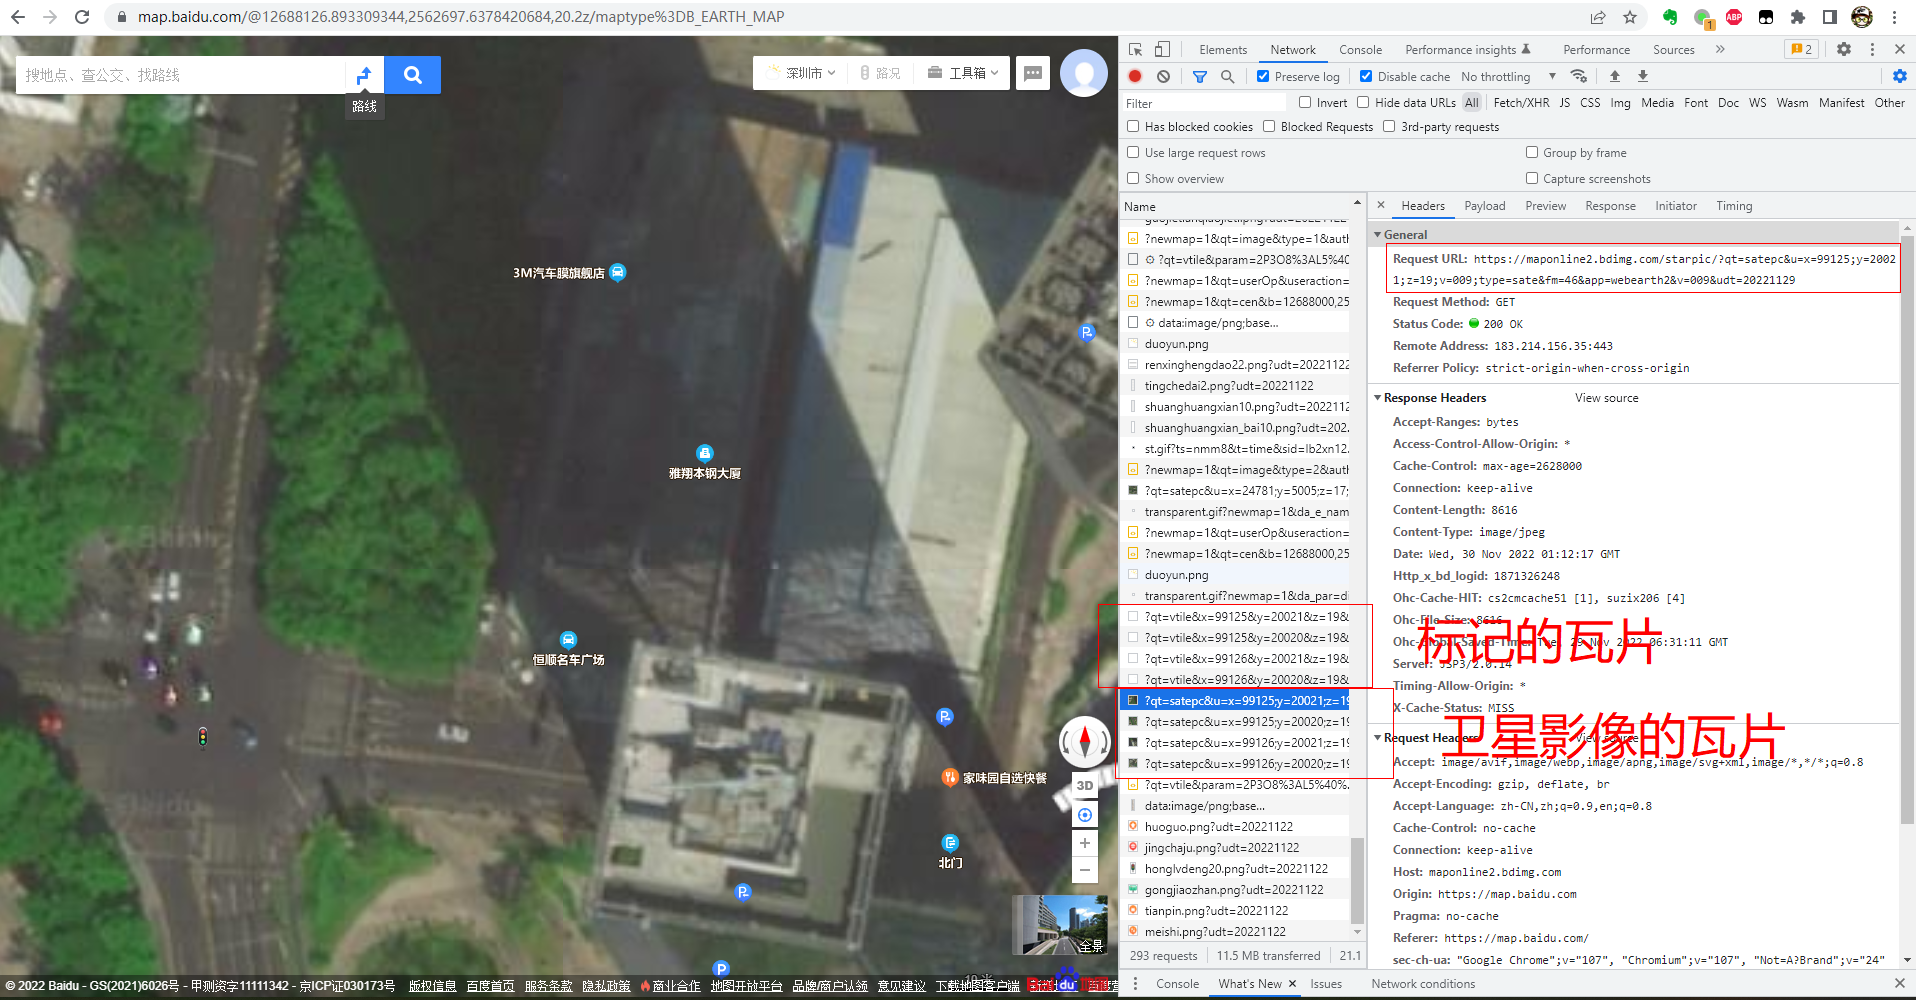 map.baidu.com/@12688126.893309344,2562697.6378420684,20.2z/maptype%3DB_EARTH_MAP
1
ABP
搜地点、查公交、找路线
路线
深圳市
路况
工具箱
3M汽车膜旗舰店
雅翔本钢大厦
恒顺名车广场
家味园自选快餐
北门
3D
全景
© 2022 Baidu - GS(2021)6026号 - 甲测资字11111342 - 京ICP证030173号 版权信息 百度首页 服务条款 隐私政策 商业合作 地图开放平台 品牌/商户认领 意见建议 下载地图客户端
Elements Network Console Performance insights Performance Sources 2
Preserve log Disable cache No throttling
Filter Invert Hide data URLs All Fetch/XHR JS CSS Img Media Font Doc WS Wasm Manifest Other
Has blocked cookies Blocked Requests 3rd-party requests
Use large request rows Group by frame
Show overview Capture screenshots
Name
?newmap=1&qt=image&type=1&auth
?qt=vtile&param=2P3O8%3AL5%40
?newmap=1&qt=userOp&useraction=
?newmap=1&qt=cen&b=12688000,25
data:image/png;base...
duoyun.png
renxinghengdao22.png?udt=20221122
tingchedai2.png?udt=20221122
shuanghuangxian10.png?udt=2022112
shuanghuangxian_bai10.png?udt=202
st.gif?ts=nmm8&t=time&sid=lb2xn12
?newmap=1&qt=image&type=2&auth
?qt=satepc&u=x=24781;y=5005;z=17;
transparent.gif?newmap=1&da_e_nam
?newmap=1&qt=userOp&useraction=
?newmap=1&qt=cen&b=12688000,25
duoyun.png
transparent.gif?newmap=1&da_par=di
?qt=vtile&x=99125&y=20021&z=19&
?qt=vtile&x=99125&y=20020&z=19&
?qt=vtile&x=99126&y=20021&z=19&
?qt=vtile&x=99126&y=20020&z=19&
?qt=satepc&u=x=99125;y=20021;z=19
?qt=satepc&u=x=99125;y=20020;z=19
?qt=satepc&u=x=99126;y=20021;z=19
?qt=satepc&u=x=99126;y=20020;z=19
?qt=vtile&param=2P3O8%3AL5%40%
data:image/png;base...
huoguo.png?udt=20221122
jingchaju.png?udt=20221122
honglvdeng20.png?udt=20221122
gongjiaozhan.png?udt=20221122
tianpin.png?udt=20221122
meishi.png?udt=20221122
293 requests 11.5 MB transferred 21.1
Headers Payload Preview Response Initiator Timing
General
Request URL: https://maponline2.bdimg.com/starpic/?qt=satepc&u=x=99125;y=2002
1;z=19;v=009;type=sate&fm=46&app=webearth2&v=009&udt=20221129
Request Method: GET
Status Code: 200 OK
Remote Address: 183.214.156.35:443
Referrer Policy: strict-origin-when-cross-origin
Response Headers View source
Accept-Ranges: bytes
Access-Control-Allow-Origin: *
Cache-Control: max-age=2628000
Connection: keep-alive
Content-Length: 8616
Content-Type: image/jpeg
Date: Wed, 30 Nov 2022 01:12:17 GMT
Http_x_bd_logid: 1871326248
Ohc-Cache-HIT: cs2cmcache51 [1], suzix206 [4]
Ohc-File-Size: 8616
标记的瓦片
Ohc-Global-Saved-Time: Tue, 29 Nov 2022 06:31:11 GMT
Server: JSP3/2.0.14
Timing-Allow-Origin: *
X-Cache-Status: MISS
卫星影像的瓦片
Request Headers View source
Accept: image/avif,image/webp,image/apng,image/svg+xml,image/*,*/*;q=0.8
Accept-Encoding: gzip, deflate, br
Accept-Language: zh-CN,zh;q=0.9,en;q=0.8
Cache-Control: no-cache
Connection: keep-alive
Host: maponline2.bdimg.com
Origin: https://map.baidu.com
Pragma: no-cache
Referer: https://map.baidu.com/
sec-ch-ua: "Google Chrome";v="107", "Chromium";v="107", "Not=A?Brand";v="24"
Console What's New Issues Network conditions